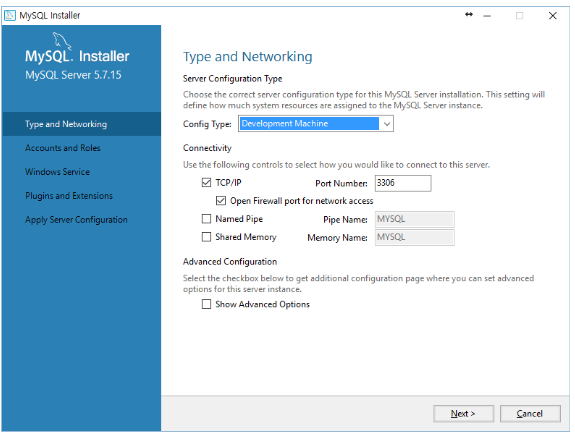 MySQL Installer
MySQL. Installer
MySQL Server 5.7.15
Type and Networking
Accounts and Roles
Windows Service
Plugins and Extensions
Apply Server Configuration
Type and Networking
Server Configuration Type
Choose the correct server configuration type for this MySQL Server installation. This setting will
define how much system resources are assigned to the MySQL Server instance.
Config Type: Development Machine
Connectivity
Use the following controls to select how you would like to connect to this server.
TCP/IP Port Number: 3306
Open Firewall port for network access
Named Pipe Pipe Name: MYSQL
Shared Memory Memory Name: MYSQL
Advanced Configuration
Select the checkbox below to get additional configuration page where you can set advanced
options for this server instance.
Show Advanced Options
Next > Cancel